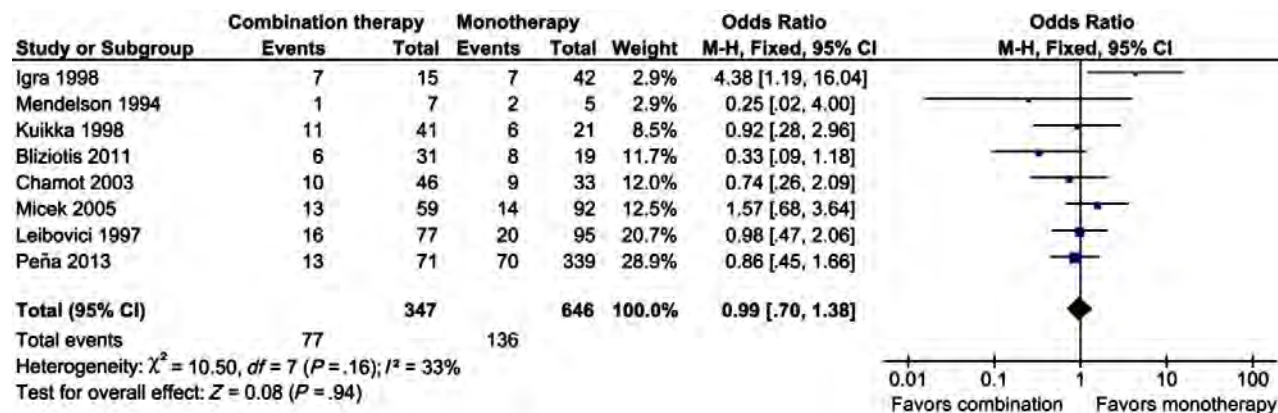 Combination therapy Monotherapy Odds Ratio Odds Ratio
Study or Subgroup Events Total Events Total Weight M-H, Fixed, 95% CI M-H, Fixed, 95% CI
Igra 1998 7 15 7 42 2.9% 4.38 [1.19, 16.04]
Mendelson 1994 1 7 2 5 2.9% 0.25 [.02, 4.00]
Kuikka 1998 11 41 6 21 8.5% 0.92 [.28, 2.96]
Bliziotis 2011 6 31 8 19 11.7% 0.33 [.09, 1.18]
Chamot 2003 10 46 9 33 12.0% 0.74 [.26, 2.09]
Micek 2005 13 59 14 92 12.5% 1.57 [.68, 3.64]
Leibovici 1997 16 77 20 95 20.7% 0.98 [.47, 2.06]
Peña 2013 13 71 70 339 28.9% 0.86 [.45, 1.66]
Total (95% CI) 347 646 100.0% 0.99 [.70, 1.38]
Total events 77 136
Heterogeneity: χ² = 10.50, df = 7 (P = .16); I² = 33%
Test for overall effect: Z = 0.08 (P = .94)
0.01 0.1 1 10 100
Favors combination Favors monotherapy